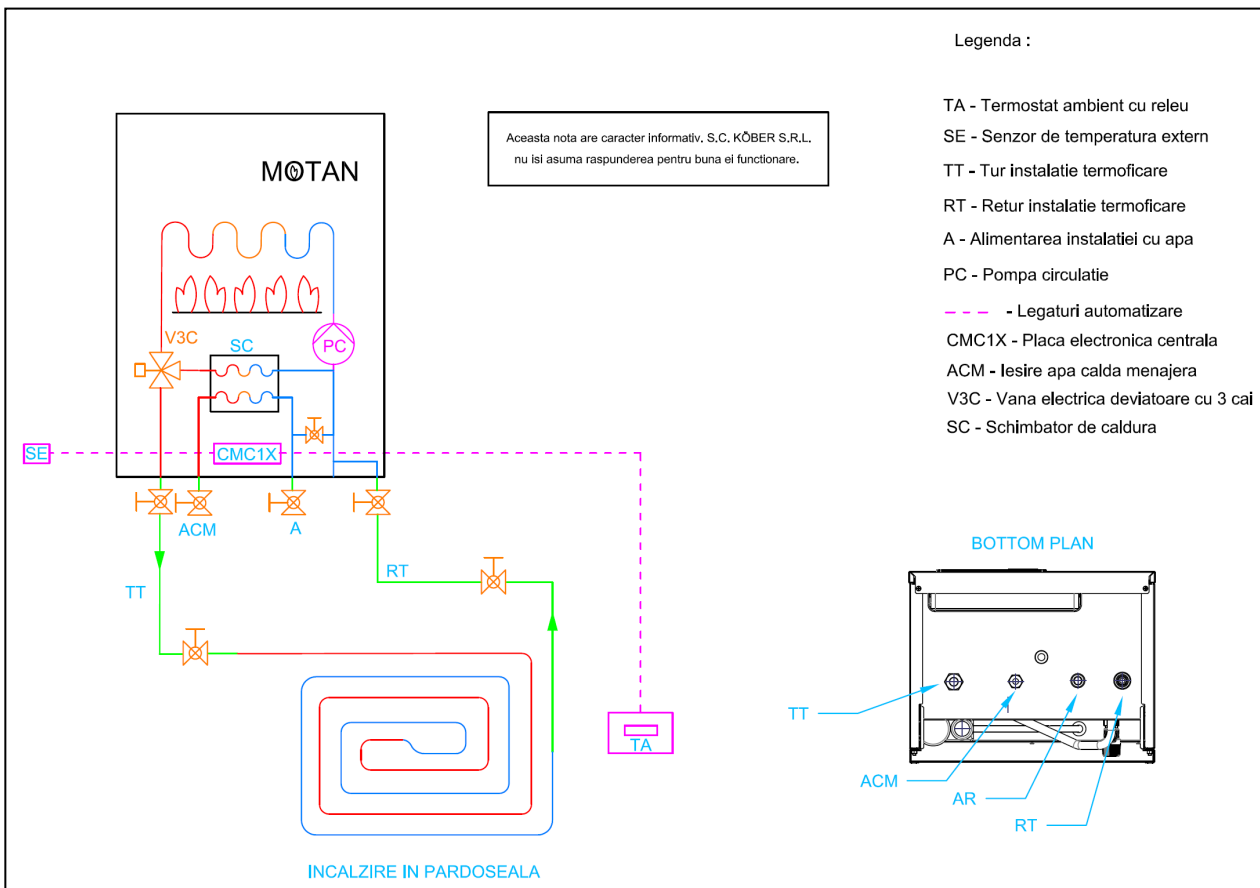 Legenda :
Aceasta nota are caracter informativ, S.C. KÖBER S.R.L.
nu isi asuma raspunderea pentru buna ei functionare.
TA - Termostat ambient cu releu
SE - Senzor de temperatura extern
TT - Tur instalatie termoficare
RT - Retur instalatie termoficare
A - Alimentarea instalatiei cu apa
PC - Pompa circulatie
- Legaturi automatizare
CMC1X - Placa electronica centrala
ACM - Iesire apa calda menajera
V3C - Vana electrica deviatoare cu 3 cai
SC - Schimbator de caldura
MOTAN
V3C
SC
PC
SE
CMC1X
ACM
A
TT
RT
TA
INCALZIRE IN PARDOSEALA
BOTTOM PLAN
TT
ACM
AR
RT